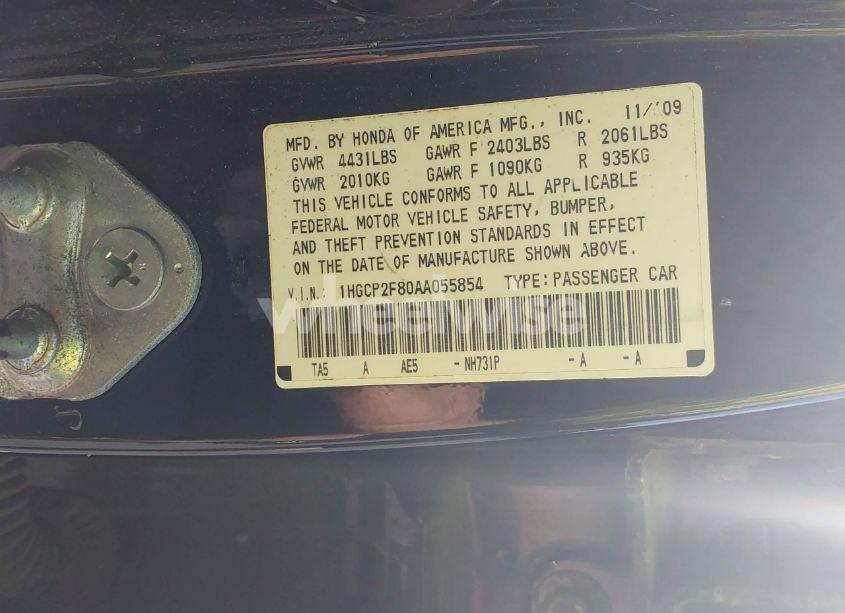 MFD. BY HONDA OF AMERICA MFG., INC. 11/'09
GVWR 4431LBS GAWR F 2403LBS R 2061LBS
GVWR 2010KG GAWR F 1090KG R 935KG
THIS VEHICLE CONFORMS TO ALL APPLICABLE
FEDERAL MOTOR VEHICLE SAFETY, BUMPER,
AND THEFT PREVENTION STANDARDS IN EFFECT
ON THE DATE OF MANUFACTURE SHOWN ABOVE.
V.I.N.: 1HGCP2F80AA055854 TYPE: PASSENGER CAR
wheelwise
TA5 A AE5 - NH731P - A - A